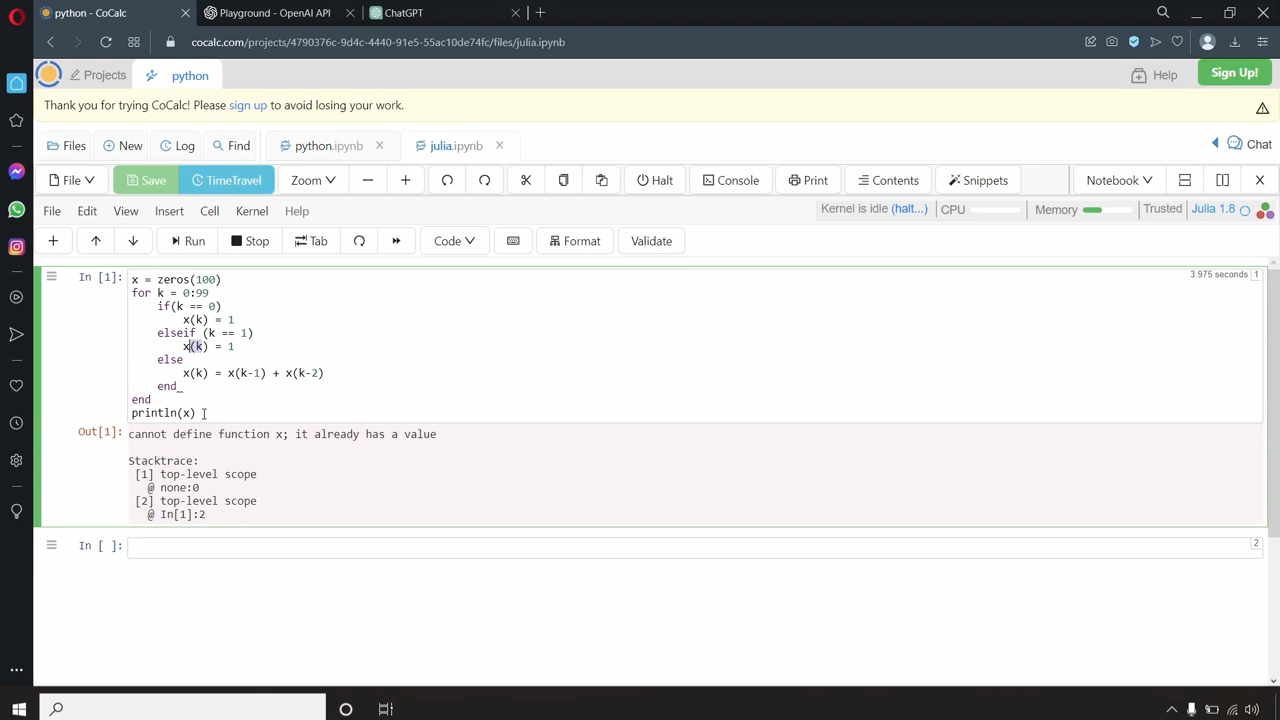 python - CoCalc
Playground - OpenAI API
ChatGPT
cocalc.com/projects/4790376c-9d4c-4440-91e5-55ac10de74fc/files/julia.ipynb
Projects
python
Help
Sign Up!
Thank you for trying CoCalc! Please sign up to avoid losing your work.
Files
New
Log
Find
python.ipynb
julia.ipynb
Chat
File
Save
TimeTravel
Zoom
Halt
Console
Print
Contents
Snippets
Notebook
File Edit View Insert Cell Kernel Help
Kernel is idle (halt...)
CPU
Memory
Trusted
Julia 1.8
Run
Stop
Tab
Code
Format
Validate
In [1]:
3.975 seconds 1
x = zeros(100)
for k = 0:99
if(k == 0)
x(k) = 1
elseif (k == 1)
x(k) = 1
else
x(k) = x(k-1) + x(k-2)
end
end
println(x)
Out[1]:
cannot define function x; it already has a value
Stacktrace:
[1] top-level scope
@ none:0
[2] top-level scope
@ In[1]:2
In [ ]:
2